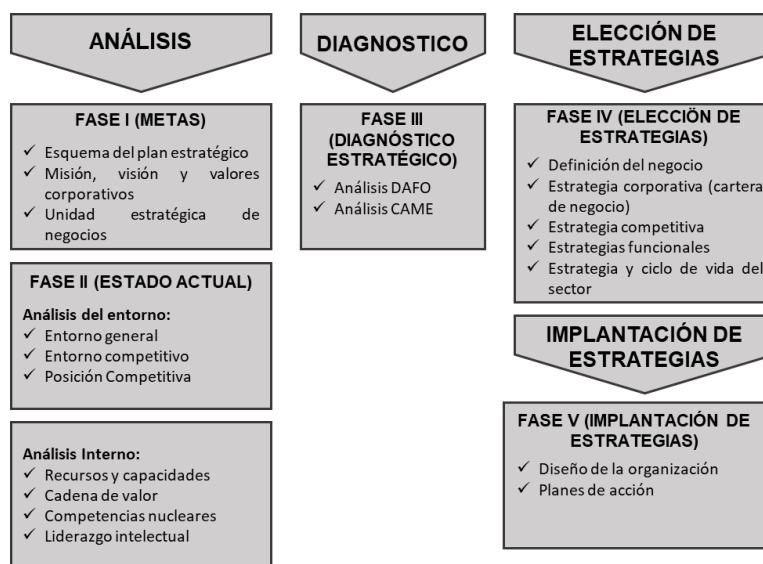 ANÁLISIS
FASE I (METAS)
✓ Esquema del plan estratégico
✓ Misión, visión y valores
corporativos
✓ Unidad estratégica de
negocios
FASE II (ESTADO ACTUAL)
Análisis del entorno:
✓ Entorno general
✓ Entorno competitivo
✓ Posición Competitiva
Análisis Interno:
✓ Recursos y capacidades
✓ Cadena de valor
✓ Competencias nucleares
✓ Liderazgo intelectual
DIAGNOSTICO
FASE III
(DIAGNÓSTICO
ESTRATÉGICO)
✓ Análisis DAFO
✓ Análisis CAME
ELECCIÓN DE
ESTRATEGIAS
FASE IV (ELECCIÖN DE
ESTRATEGIAS)
✓ Definición del negocio
✓ Estrategia corporativa (cartera
de negocio)
✓ Estrategia competitiva
✓ Estrategias funcionales
✓ Estrategia y ciclo de vida del
sector
IMPLANTACIÓN DE
ESTRATEGIAS
FASE V (IMPLANTACIÓN DE
ESTRATEGIAS)
✓ Diseño de la organización
✓ Planes de acción